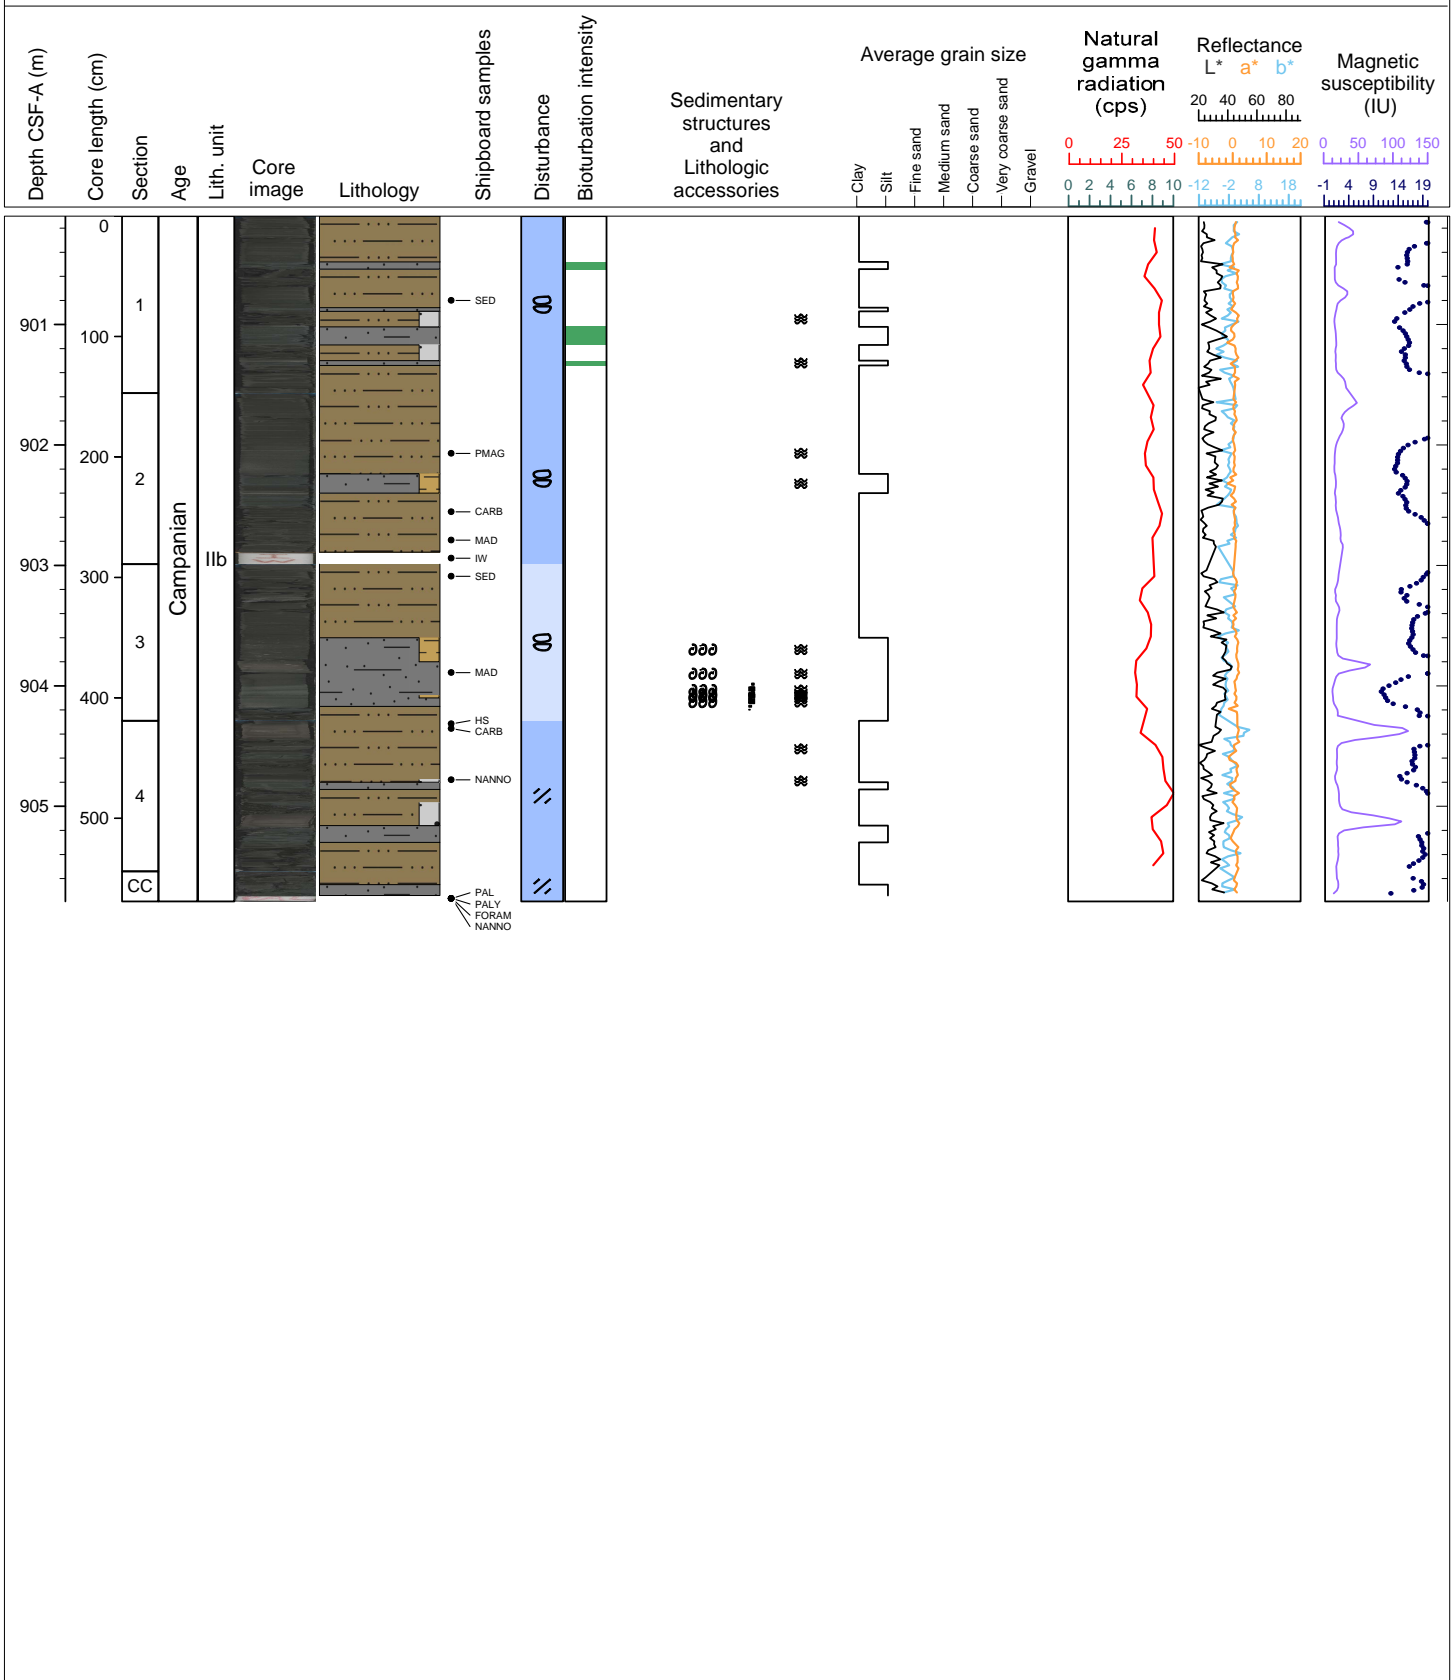 Depth CSF-A (m)
Core length (cm)
Section
Age
Lith. unit
Core
image
Lithology
Shipboard samples
Disturbance
Bioturbation intensity
Sedimentary
structures
and
Lithologic
accessories
Average grain size
Clay
Silt
Fine sand
Medium sand
Coarse sand
Very coarse sand
Gravel
Natural
gamma
radiation
(cps)
0 25 50
0 2 4 6 8 10
Reflectance
L* a* b*
20 40 60 80
-10 0 10 20
-12 -2 8 18
Magnetic
susceptibility
(IU)
0 50 100 150
-1 4 9 14 19
901
902
903
904
905
0
100
200
300
400
500
1
2
3
4
CC
Campanian
IIb
SED
PMAG
CARB
MAD
IW
SED
MAD
HS
CARB
NANNO
PAL
PALY
FORAM
NANNO